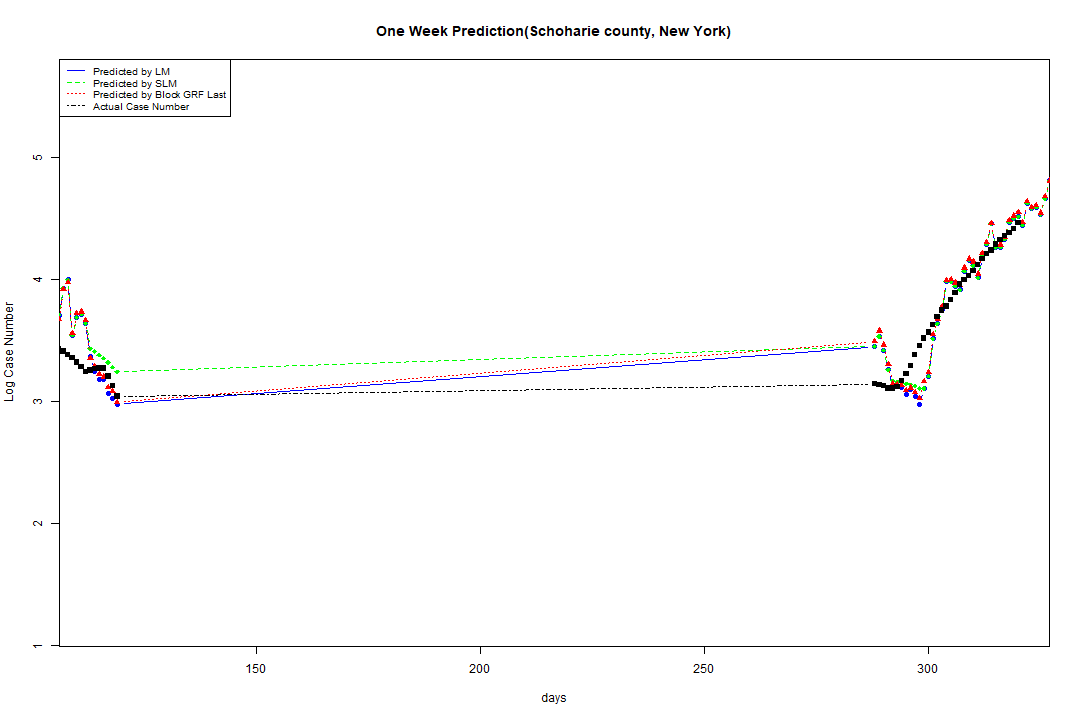 One Week Prediction(Schoharie county, New York)
Predicted by LM
Predicted by SLM
Predicted by Block GRF Last
Actual Case Number
5
4
3
2
1
Log Case Number
150 200 250 300
days